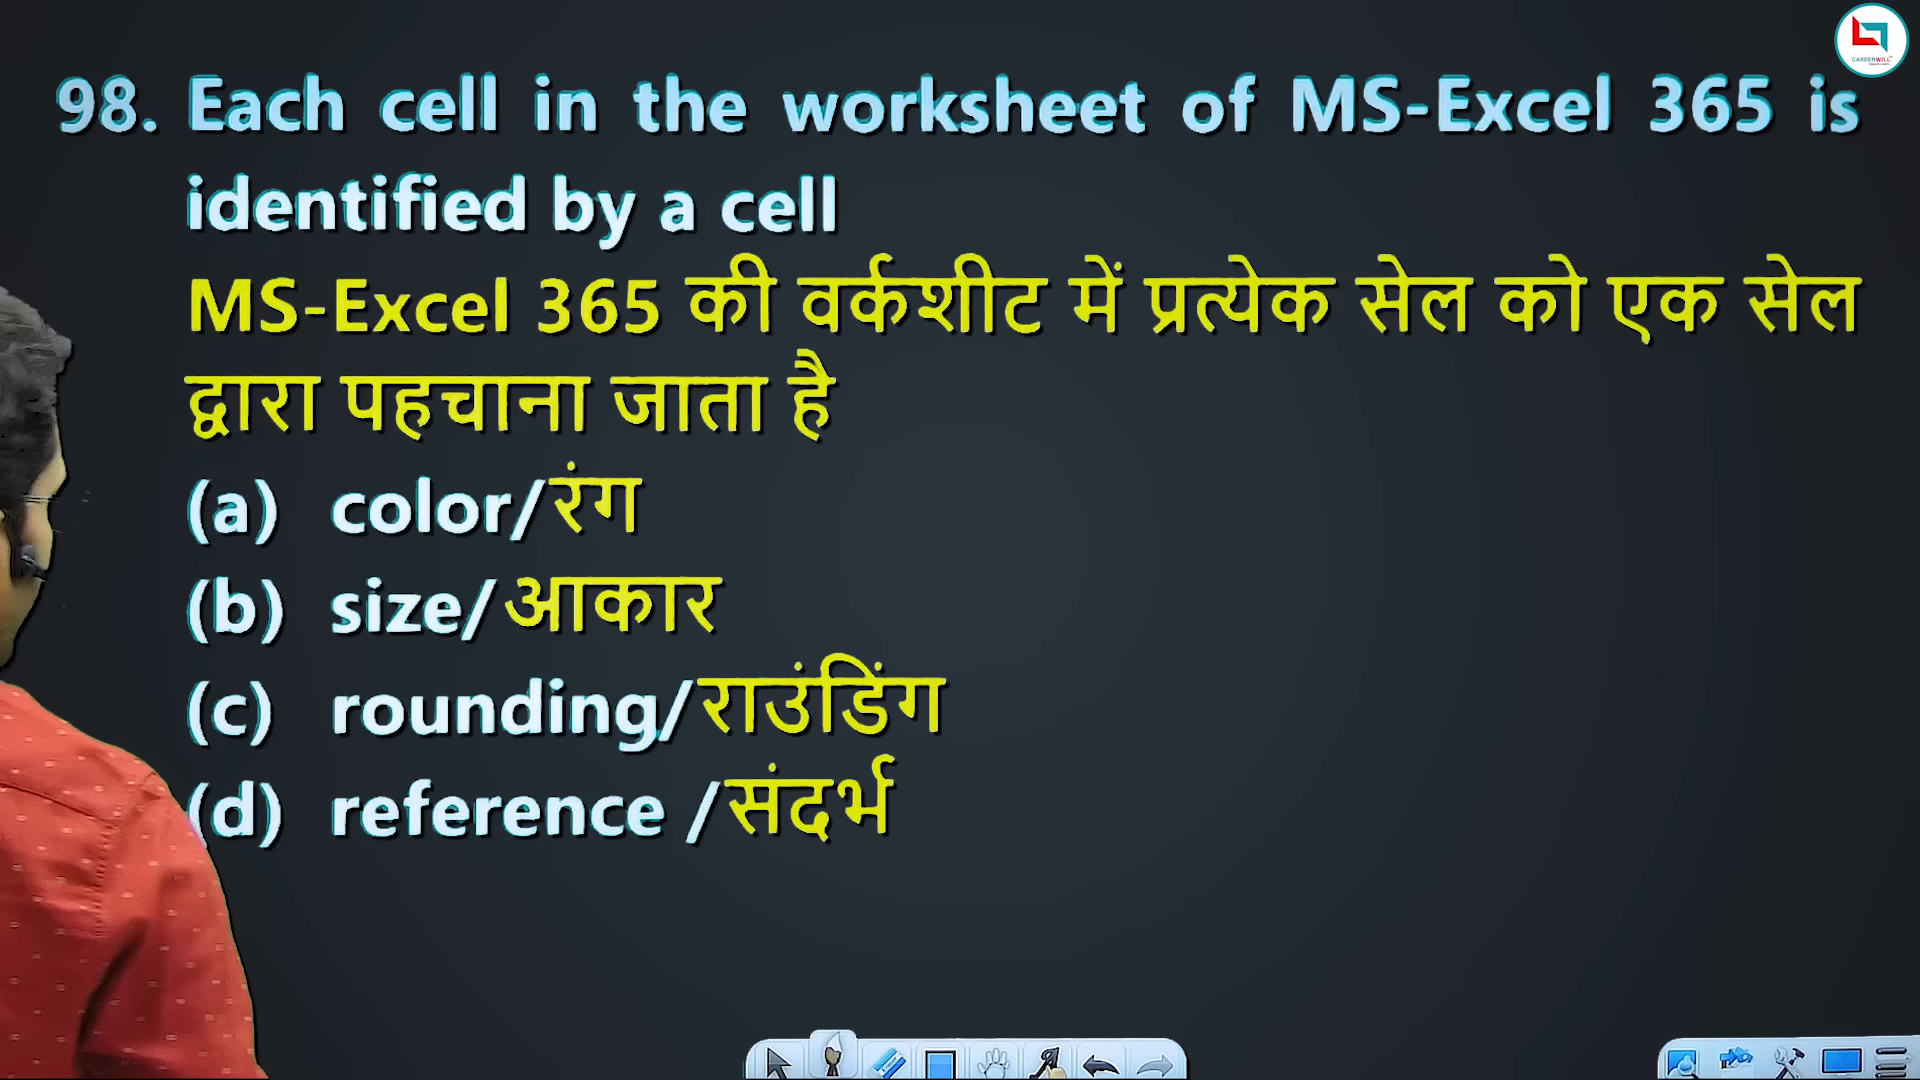 CAREERWILL
98. Each cell in the worksheet of MS-Excel 365 is
identified by a cell
MS-Excel 365 की वर्कशीट में प्रत्येक सेल को एक सेल
द्वारा पहचाना जाता है
(a) color/रंग
(b) size/आकार
(c) rounding/राउंडिंग
(d) reference /संदर्भ